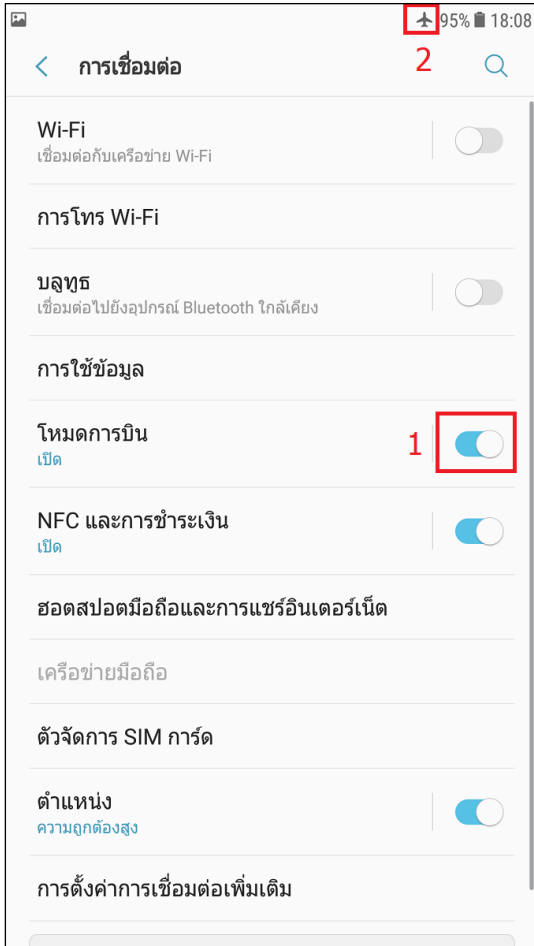 95% 18:08
2
การเชื่อมต่อ
Wi-Fi
เชื่อมต่อกับเครือข่าย Wi-Fi
การโทร Wi-Fi
บลูทูธ
เชื่อมต่อไปยังอุปกรณ์ Bluetooth ใกล้เคียง
การใช้ข้อมูล
โหมดการบิน
เปิด
1
NFC และการชำระเงิน
เปิด
ฮอตสปอตมือถือและการแชร์อินเตอร์เน็ต
เครือข่ายมือถือ
ตัวจัดการ SIM การ์ด
ตำแหน่ง
ความถูกต้องสูง
การตั้งค่าการเชื่อมต่อเพิ่มเติม